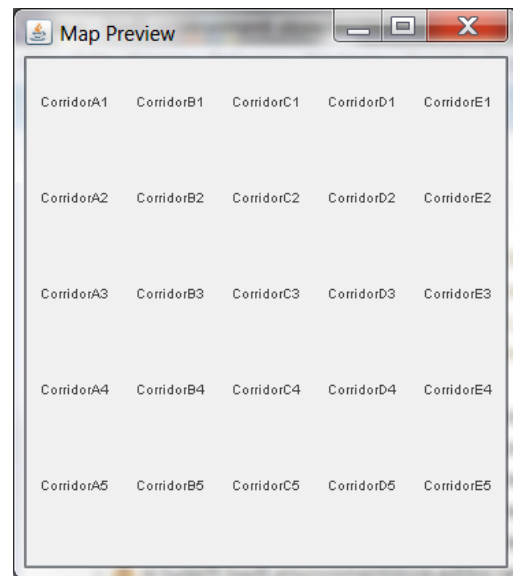 Map Preview
CorridorA1 CorridorB1 CorridorC1 CorridorD1 CorridorE1
CorridorA2 CorridorB2 CorridorC2 CorridorD2 CorridorE2
CorridorA3 CorridorB3 CorridorC3 CorridorD3 CorridorE3
CorridorA4 CorridorB4 CorridorC4 CorridorD4 CorridorE4
CorridorA5 CorridorB5 CorridorC5 CorridorD5 CorridorE5